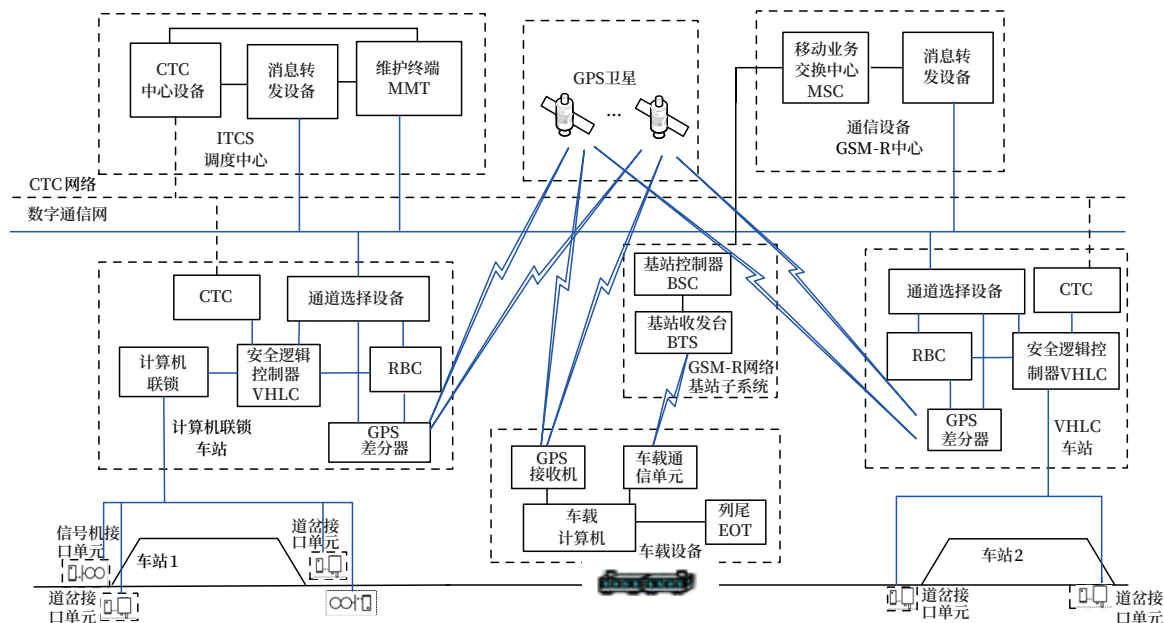 CTC
中心设备
消息转
发设备
维护终端
MMT
ITCS
调度中心
GPS卫星
...
移动业务
交换中心
MSC
消息转
发设备
通信设备
GSM-R中心
CTC网络
数字通信网
CTC
通道选择设备
计算机
联锁
安全逻辑
控制器
VHLC
RBC
GPS
差分器
计算机联锁
车站
基站控制器
BSC
基站收发台
BTS
GSM-R网络
基站子系统
通道选择设备
CTC
RBC
安全逻辑控
制器VHLC
GPS
差分器
VHLC
车站
GPS
接收机
车载通
信单元
车载
计算机
列尾
EOT
车载设备
信号机接
口单元
车站1
道岔接
口单元
道岔接
口单元
车站2
道岔接
口单元
道岔接
口单元